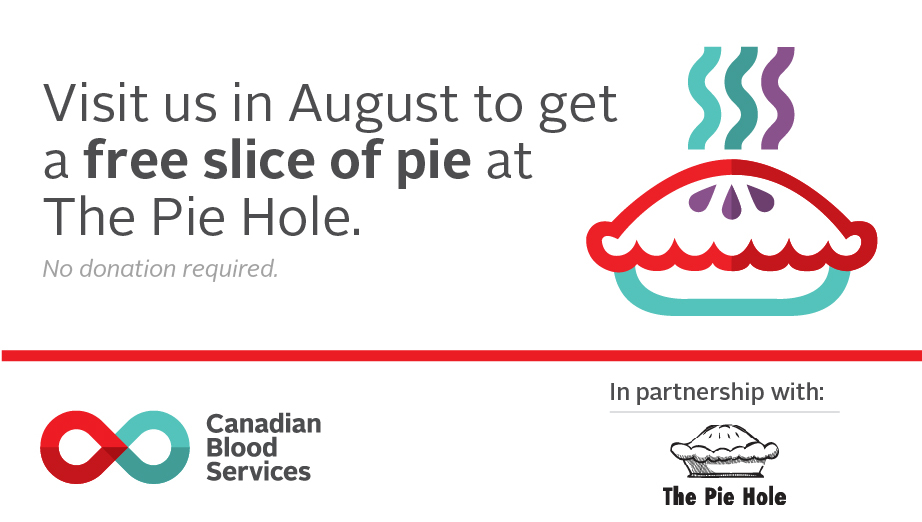 Visit us in August to get
a free slice of pie at
The Pie Hole.
No donation required.
Canadian
Blood
Services
In partnership with:
The Pie Hole